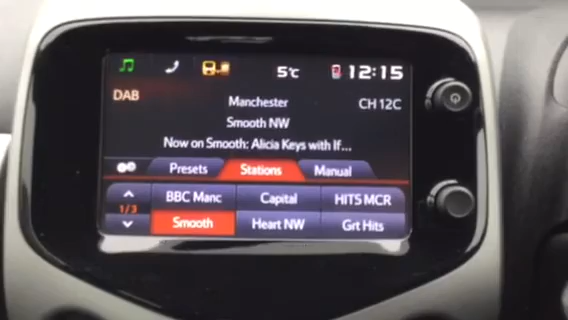 5°C 12:15
DAB
Manchester CH 12C
Smooth NW
Now on Smooth: Alicia Keys with If...
Presets Stations Manual
1/3
BBC Manc Capital HITS MCR
Smooth Heart NW Grt Hits